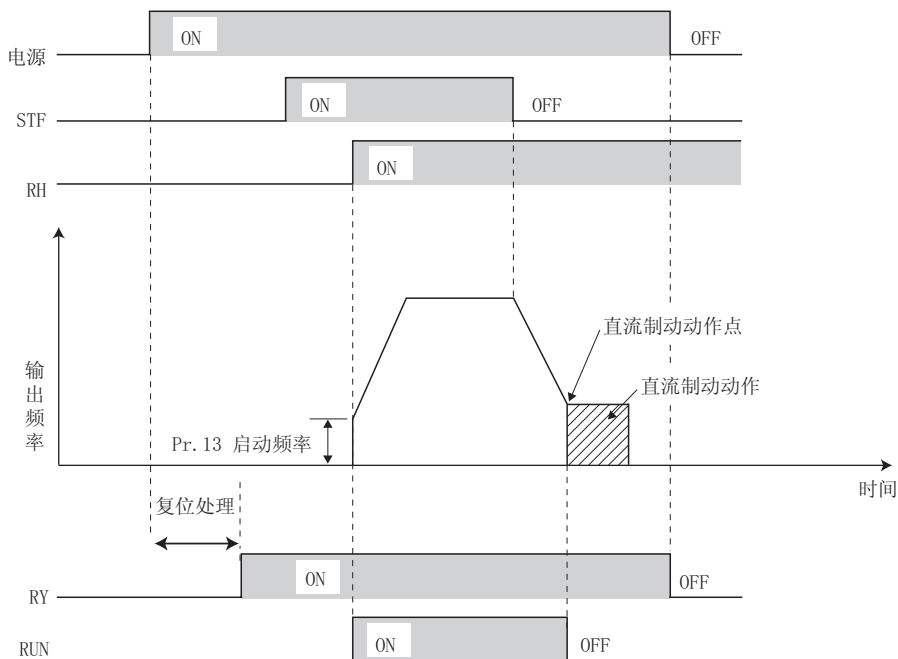 电源
ON
OFF
STF
ON
OFF
RH
ON
输出频率
直流制动动作点
直流制动动作
Pr.13 启动频率
时间
复位处理
RY
ON
OFF
RUN
ON
OFF